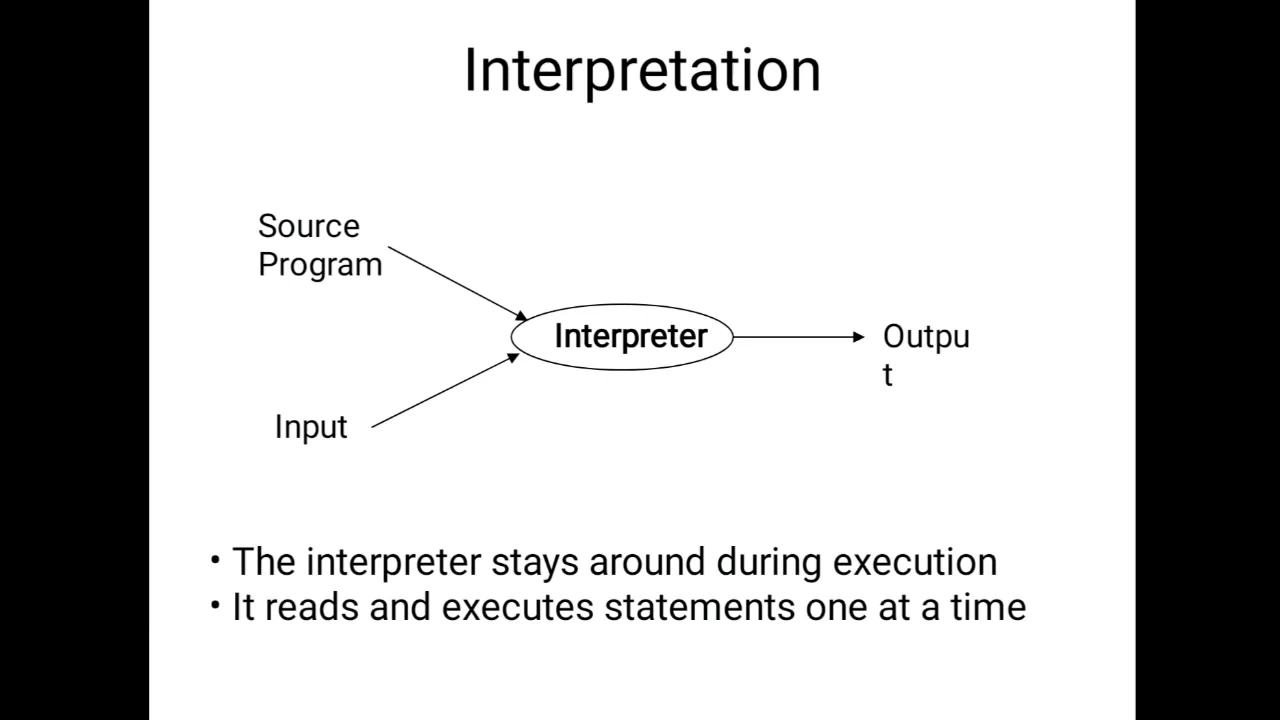 Interpretation
Source
Program
Interpreter
Outpu
t
Input
• The interpreter stays around during execution
• It reads and executes statements one at a time